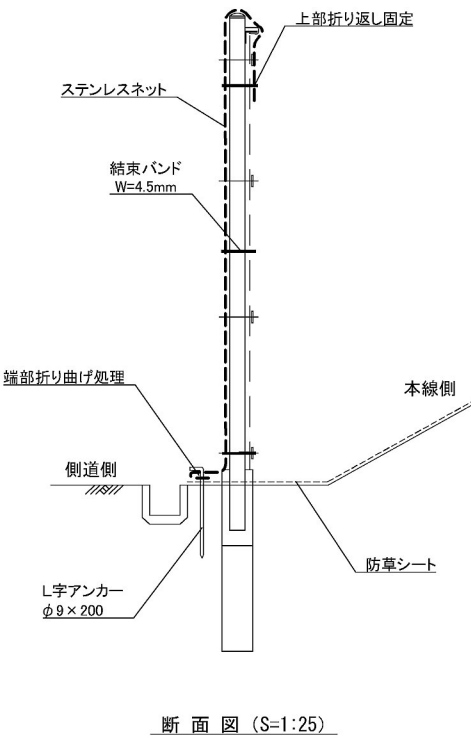 上部折り返し固定
ステンレスネット
結束バンド
W=4.5mm
端部折り曲げ処理
本線側
側道側
防草シート
L字アンカー
φ9×200
断面図 (S=1:25)